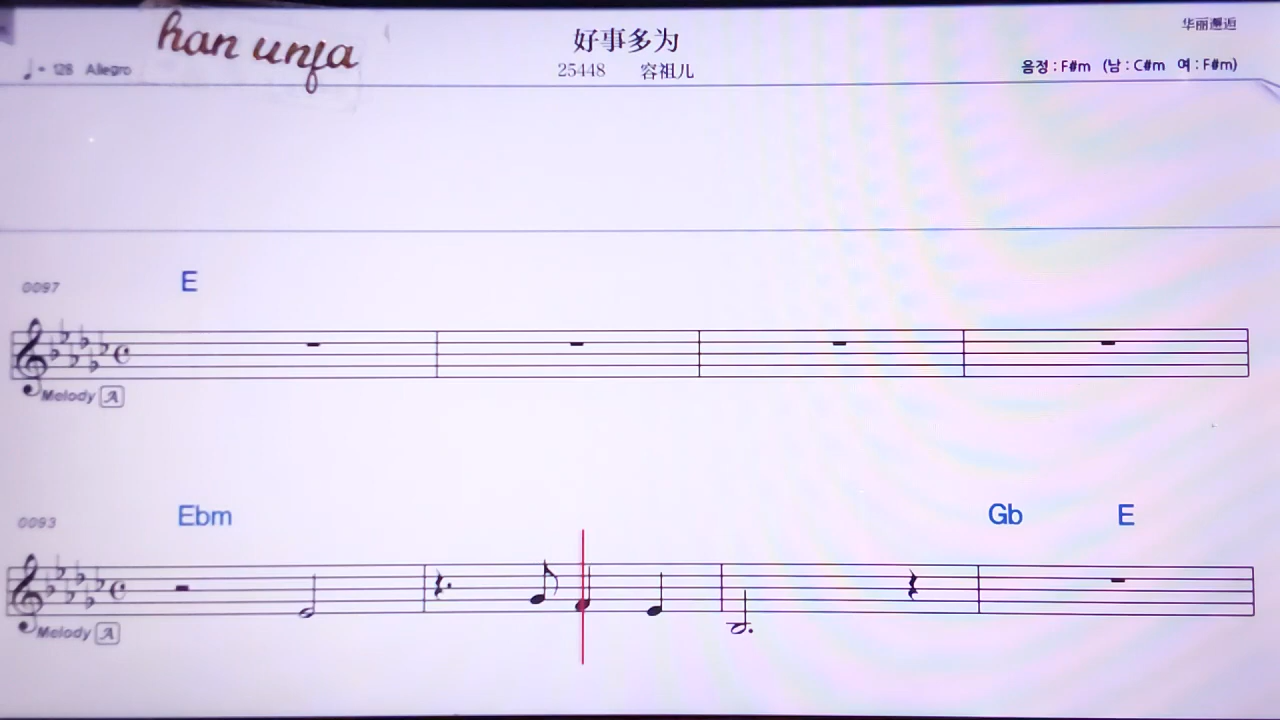 han unfa
好事多为
华丽邂逅
♩ = 128 Allegro
25448 容祖儿
음정 : F#m (남 : C#m 여 : F#m)
0097 E
Melody A
0093 Ebm Gb E
Melody A